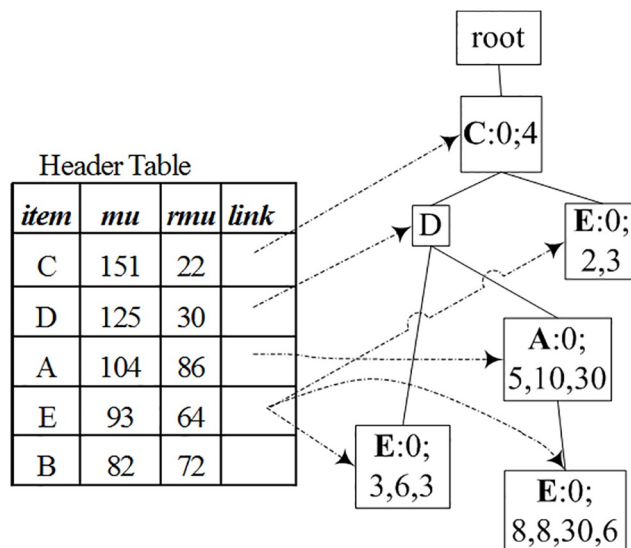 Header Table
item mu rmu link
C 151 22
D 125 30
A 104 86
E 93 64
B 82 72
root
C:0;4
D
E:0;
2,3
A:0;
5,10,30
E:0;
3,6,3
E:0;
8,8,30,6